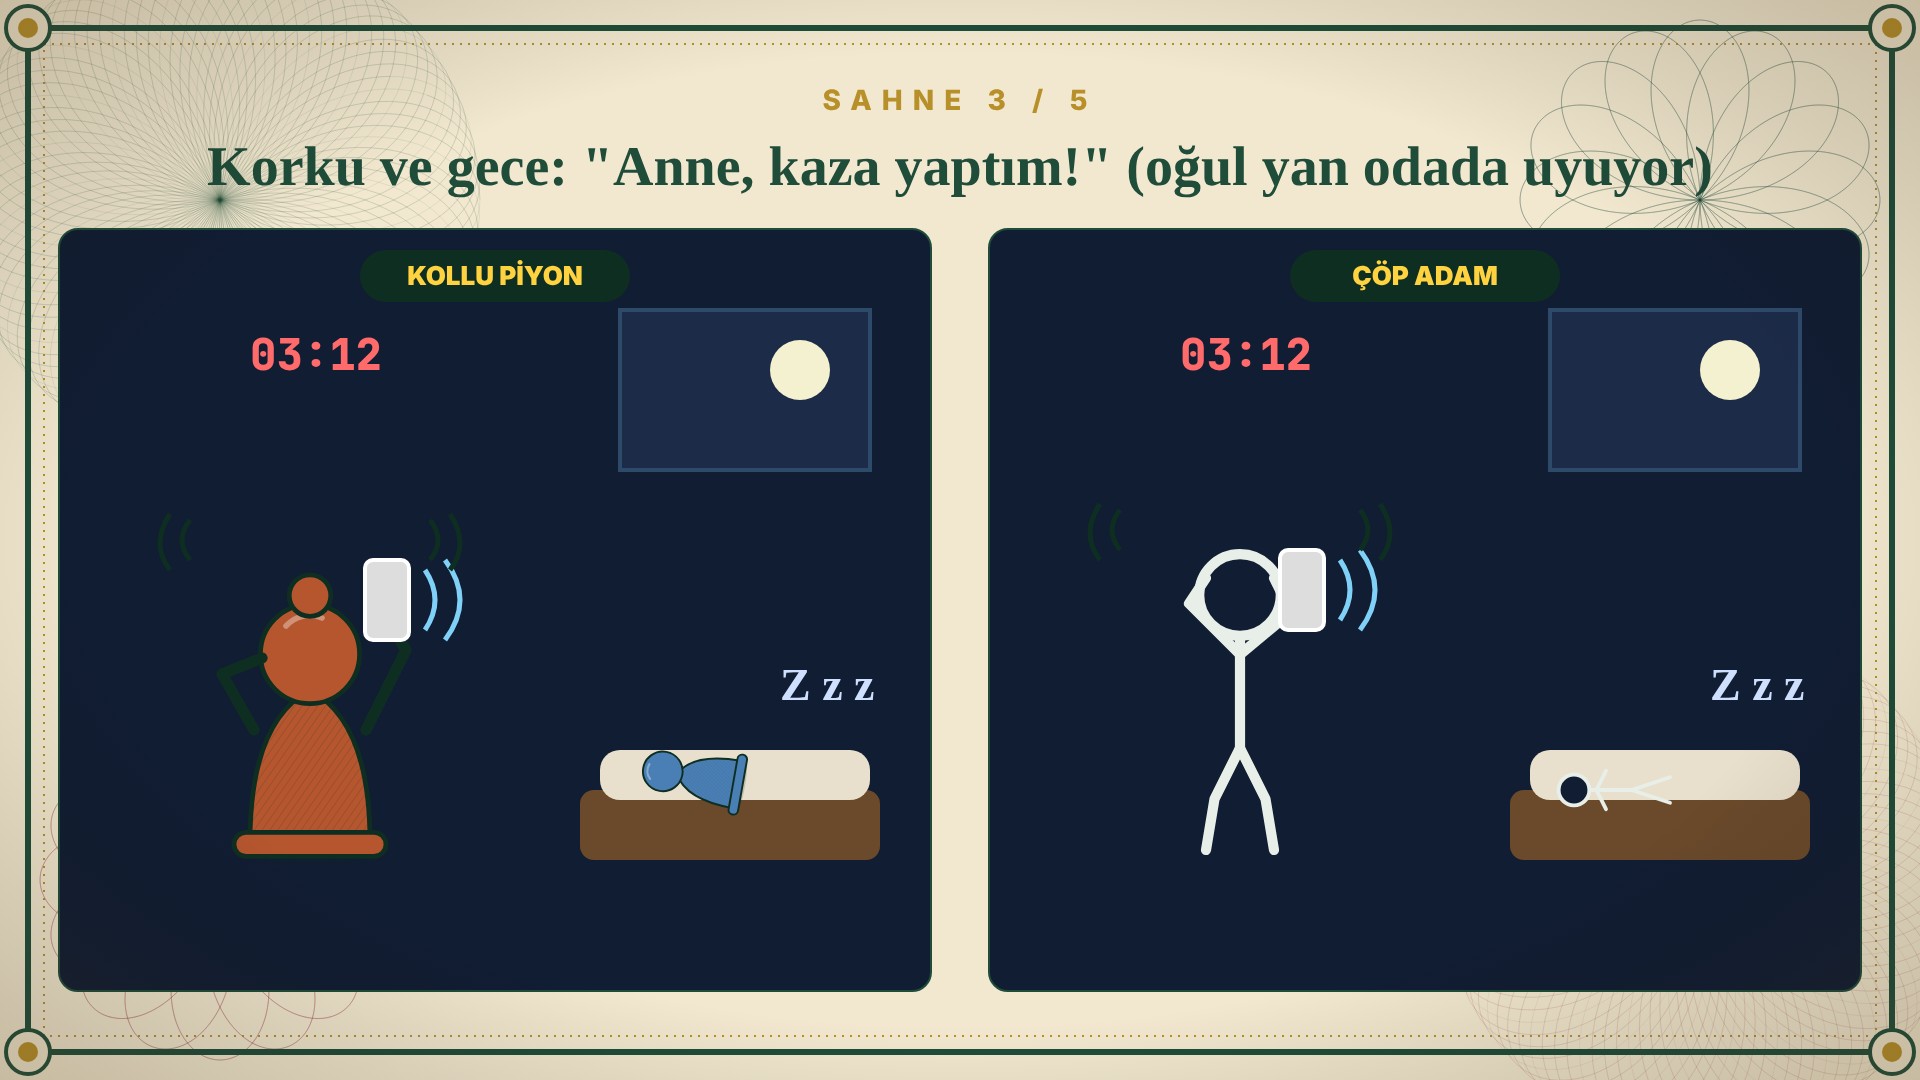 SAHNE 3 / 5
Korku ve gece: "Anne, kaza yaptım!" (oğul yan odada uyuyor)
KOLLU PİYON
03:12
Z z z
ÇÖP ADAM
03:12
Z z z